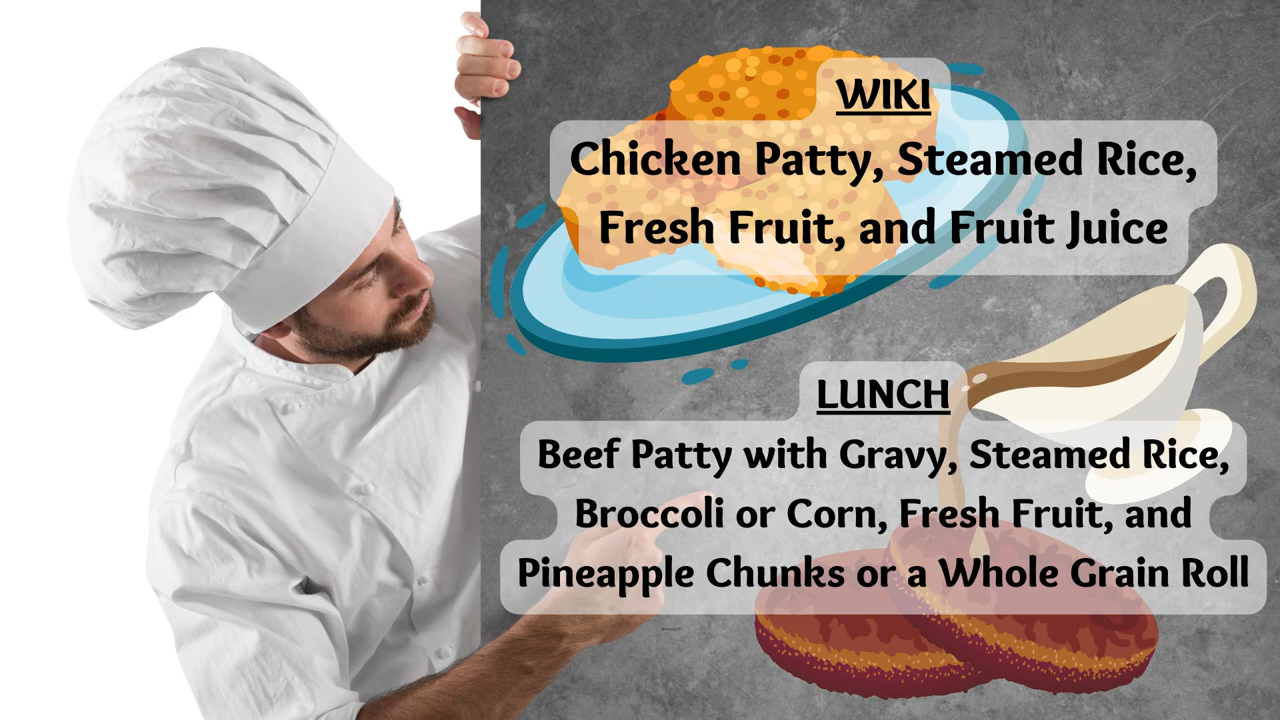 WIKI
Chicken Patty, Steamed Rice,
Fresh Fruit, and Fruit Juice
LUNCH
Beef Patty with Gravy, Steamed Rice,
Broccoli or Corn, Fresh Fruit, and
Pineapple Chunks or a Whole Grain Roll